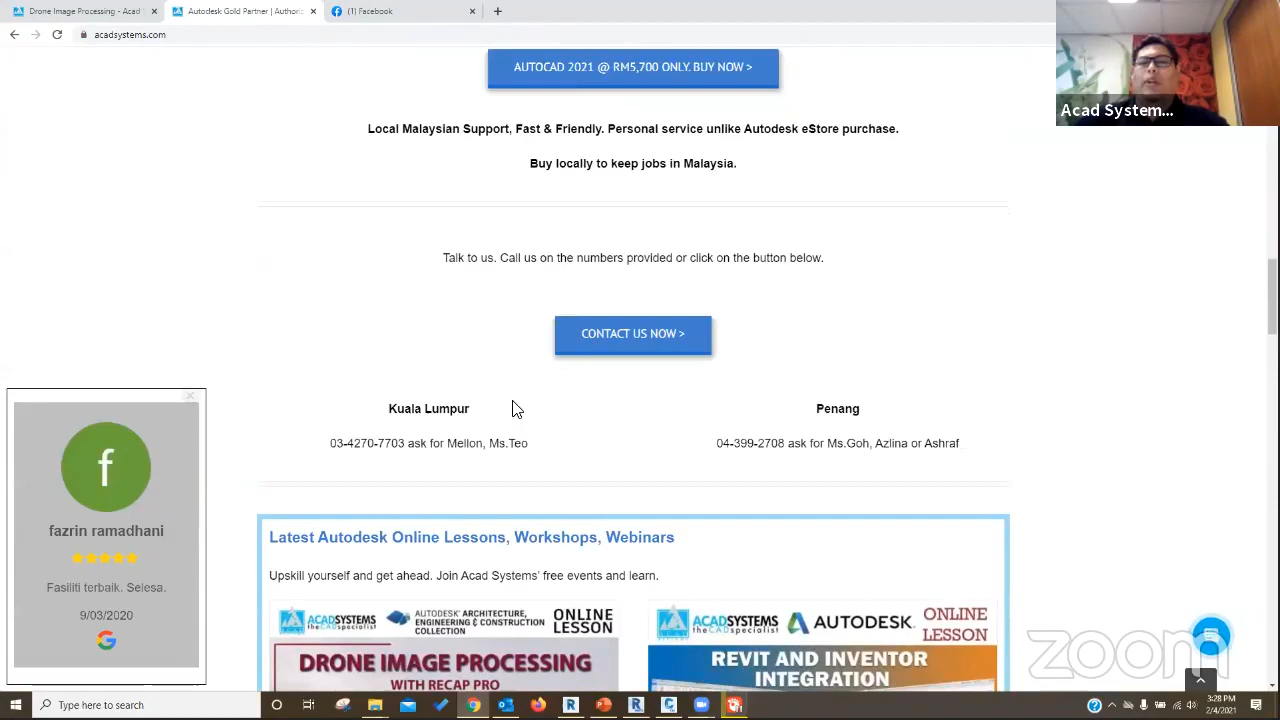 Drone Image Processing - Acad S
Autodesk Gold Partner | Authoriz
(1) Facebook
acadsystems.com
Acad System...
AUTOCAD 2021 @ RM5,700 ONLY. BUY NOW >
Local Malaysian Support, Fast & Friendly. Personal service unlike Autodesk eStore purchase.
Buy locally to keep jobs in Malaysia.
Talk to us. Call us on the numbers provided or click on the button below.
CONTACT US NOW >
Kuala Lumpur
Penang
03-4270-7703 ask for Mellon, Ms.Teo
04-399-2708 ask for Ms.Goh, Azlina or Ashraf
f
fazrin ramadhani
Fasiliti terbaik. Selesa.
9/03/2020
Latest Autodesk Online Lessons, Workshops, Webinars
Upskill yourself and get ahead. Join Acad Systems' free events and learn.
ACADSYSTEMS
theCADspecialist
AUTODESK' ARCHITECTURE,
ENGINEERING & CONSTRUCTION
COLLECTION
ONLINE
LESSON
DRONE IMAGE PROCESSING
WITH RECAP PRO
ACADSYSTEMS
theCADspecialist
AUTODESK.
ONLINE
LESSON
REVIT AND INVENTOR
INTEGRATION
zoom
Type here to search
3:28 PM
2/4/2021